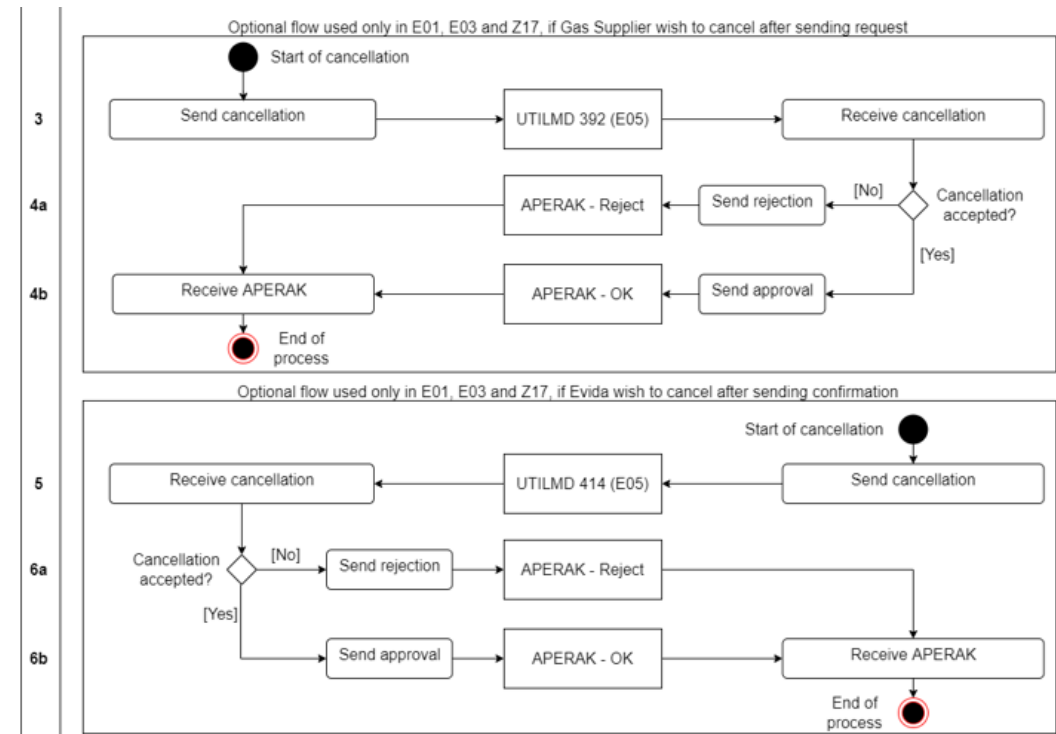 Optional flow used only in E01, E03 and Z17, if Gas Supplier wish to cancel after sending request
Start of cancellation
3
Send cancellation
UTILMD 392 (E05)
Receive cancellation
4a
APERAK - Reject
Send rejection
[No]
Cancellation
accepted?
[Yes]
4b
Receive APERAK
APERAK - OK
Send approval
End of
process
Optional flow used only in E01, E03 and Z17, if Evida wish to cancel after sending confirmation
Start of cancellation
5
Receive cancellation
UTILMD 414 (E05)
Send cancellation
6a
Cancellation
accepted?
[No]
Send rejection
APERAK - Reject
[Yes]
6b
Send approval
APERAK - OK
Receive APERAK
End of
process